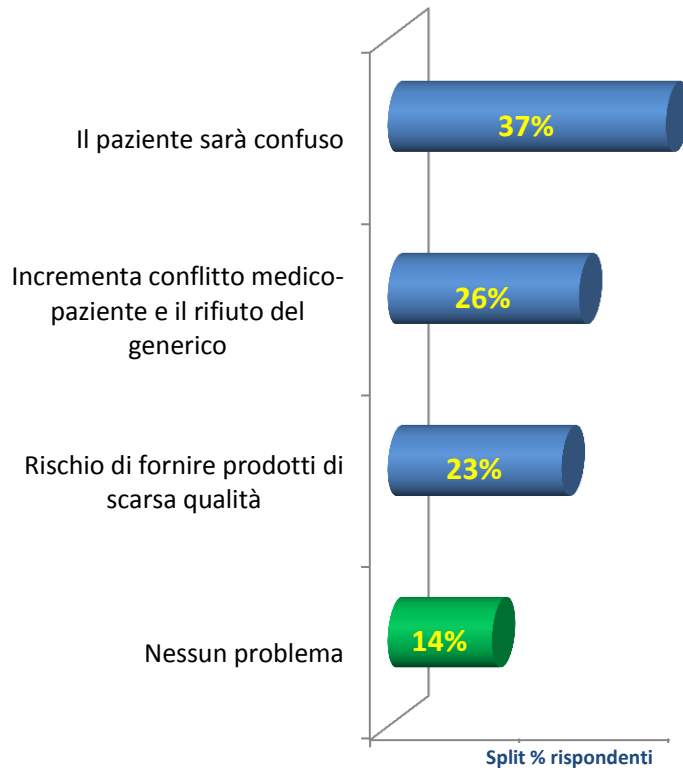 Il paziente sarà confuso
37%
Incrementa conflitto medico-
paziente e il rifiuto del
generico
26%
Rischio di fornire prodotti di
scarsa qualità
23%
Nessun problema
14%
Split % rispondenti